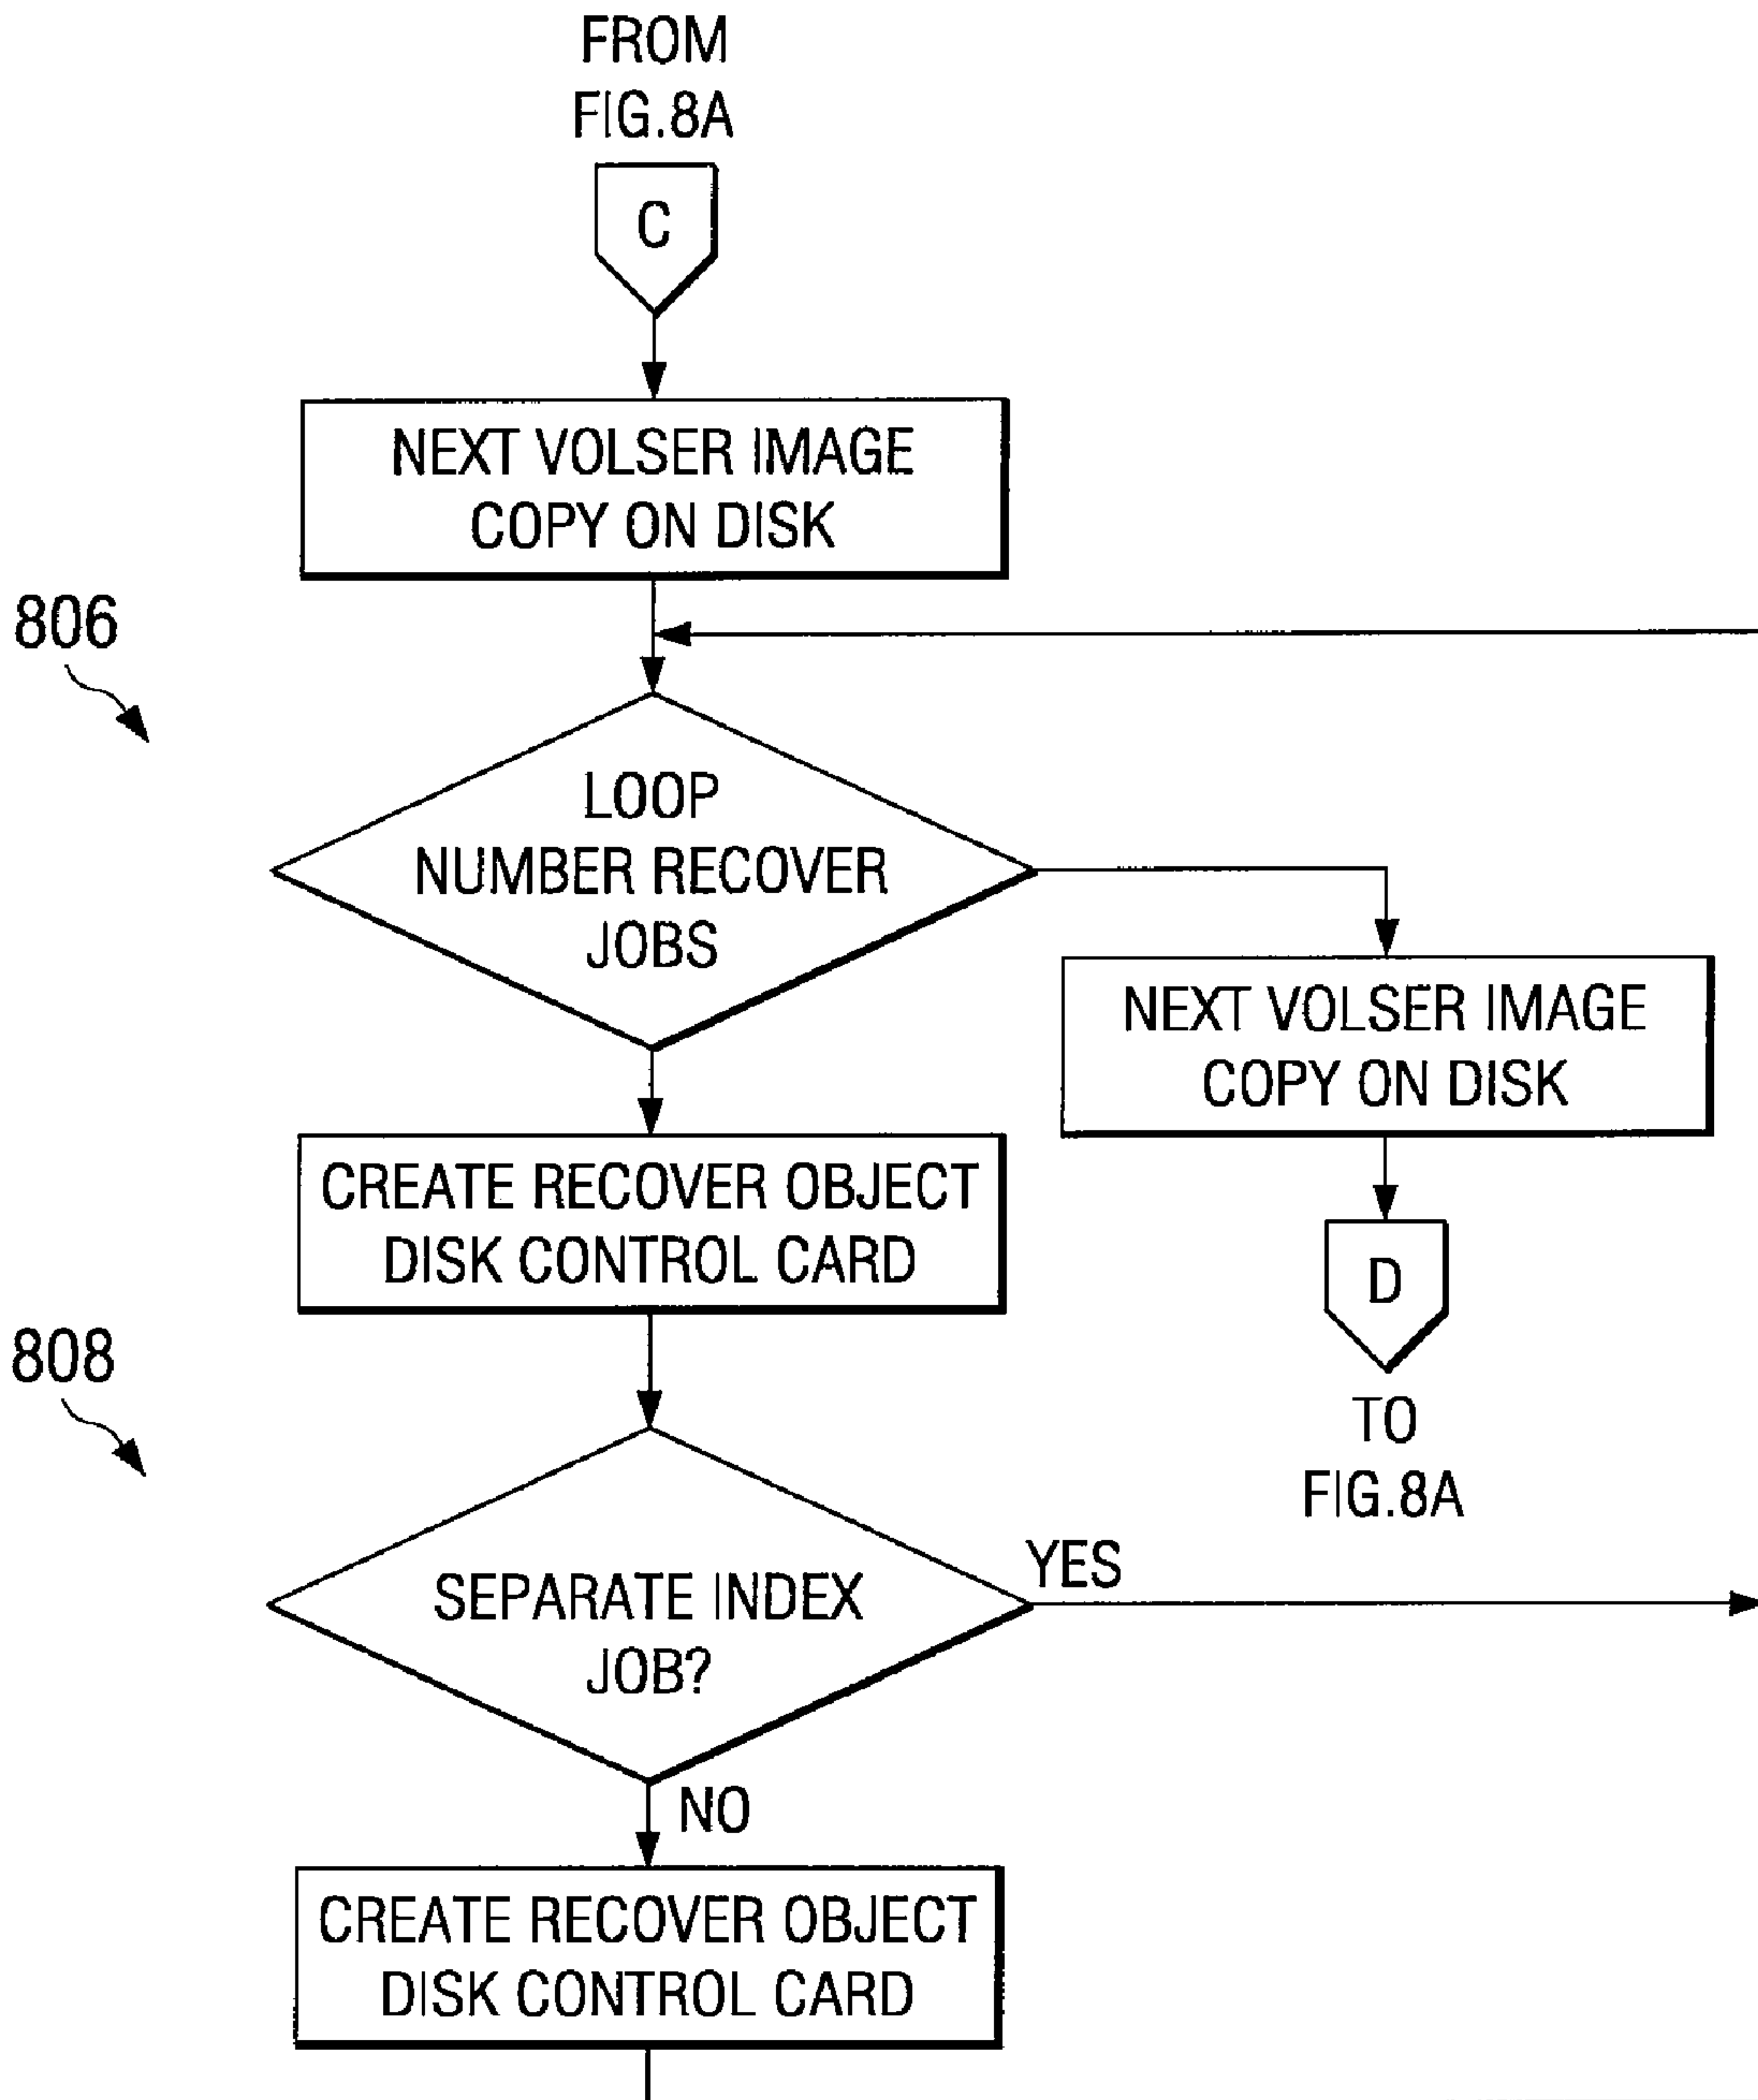 FROM
FIG.8A
C
NEXT VOLSER IMAGE
COPY ON DISK
806
LOOP
NUMBER RECOVER
JOBS
NEXT VOLSER IMAGE
COPY ON DISK
CREATE RECOVER OBJECT
DISK CONTROL CARD
D
TO
FIG.8A
808
SEPARATE INDEX
JOB?
YES
NO
CREATE RECOVER OBJECT
DISK CONTROL CARD